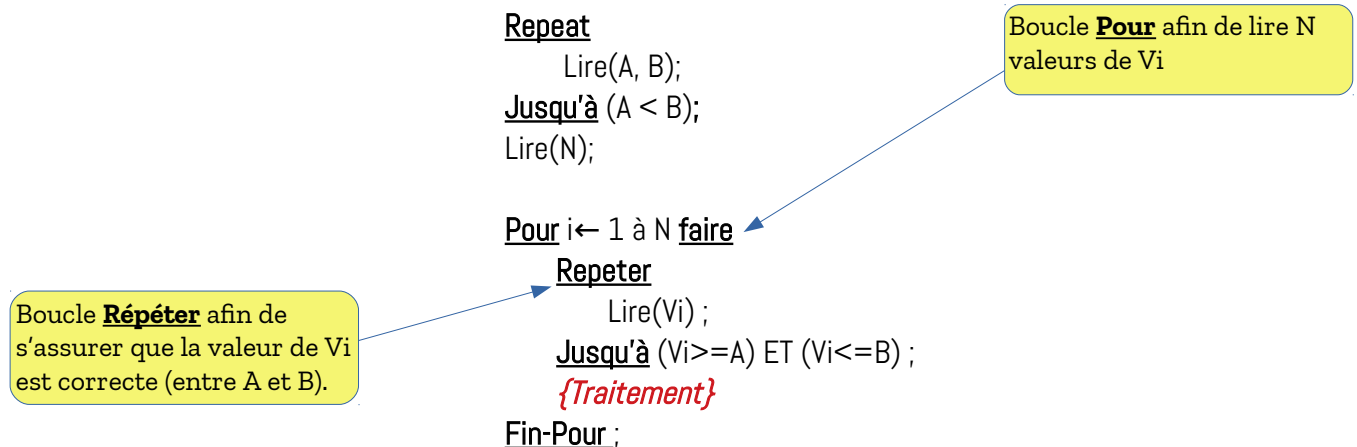 Repeat
Lire(A, B);
Jusqu'à (A < B);
Lire(N);
Boucle Pour afin de lire N
valeurs de Vi
Pour i← 1 à N faire
Repeter
Lire(Vi) ;
Jusqu'à (Vi>=A) ET (Vi<=B) ;
{Traitement}
Fin-Pour ;
Boucle Répéter afin de
s'assurer que la valeur de Vi
est correcte (entre A et B).